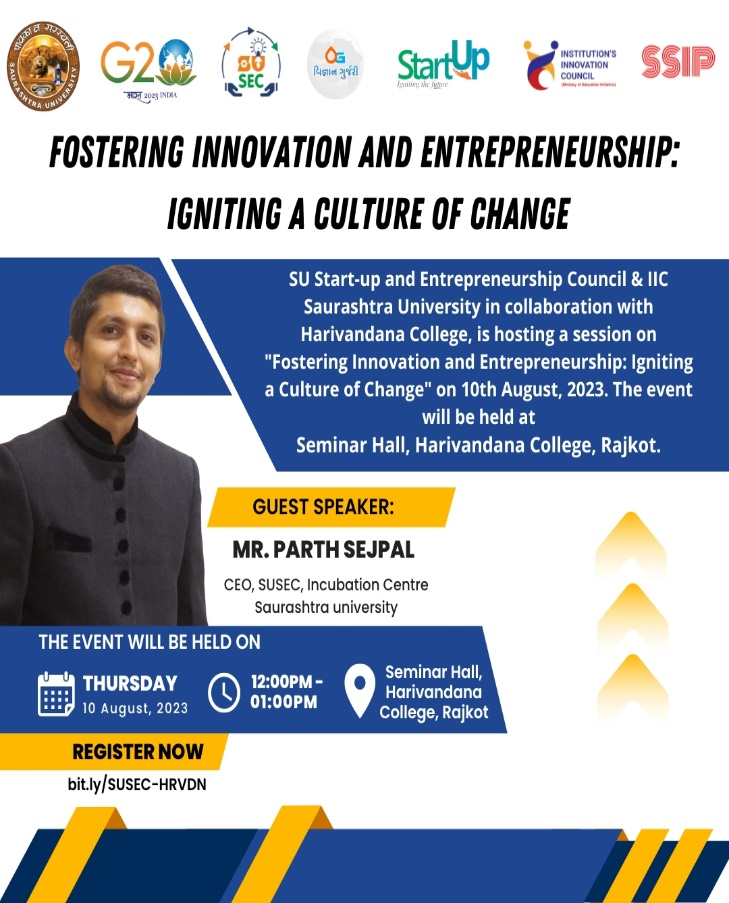 पाथेय
SAURASHTRA UNIVERSITY
G20
भारत 2023 INDIA
SEC
વિજ્ઞાન ગુર્જરી
StartUp
Igniting the future
INSTITUTION'S
INNOVATION
COUNCIL
(Ministry of Education Initiative)
SSIP
FOSTERING INNOVATION AND ENTREPRENEURSHIP:
IGNITING A CULTURE OF CHANGE
SU Start-up and Entrepreneurship Council & IIC
Saurashtra University in collaboration with
Harivandana College, is hosting a session on
"Fostering Innovation and Entrepreneurship: Igniting
a Culture of Change" on 10th August, 2023. The event
will be held at
Seminar Hall, Harivandana College, Rajkot.
GUEST SPEAKER:
MR. PARTH SEJPAL
CEO, SUSEC, Incubation Centre
Saurashtra university
THE EVENT WILL BE HELD ON
THURSDAY
10 August, 2023
12:00PM -
01:00PM
Seminar Hall,
Harivandana
College, Rajkot
REGISTER NOW
bit.ly/SUSEC-HRVDN